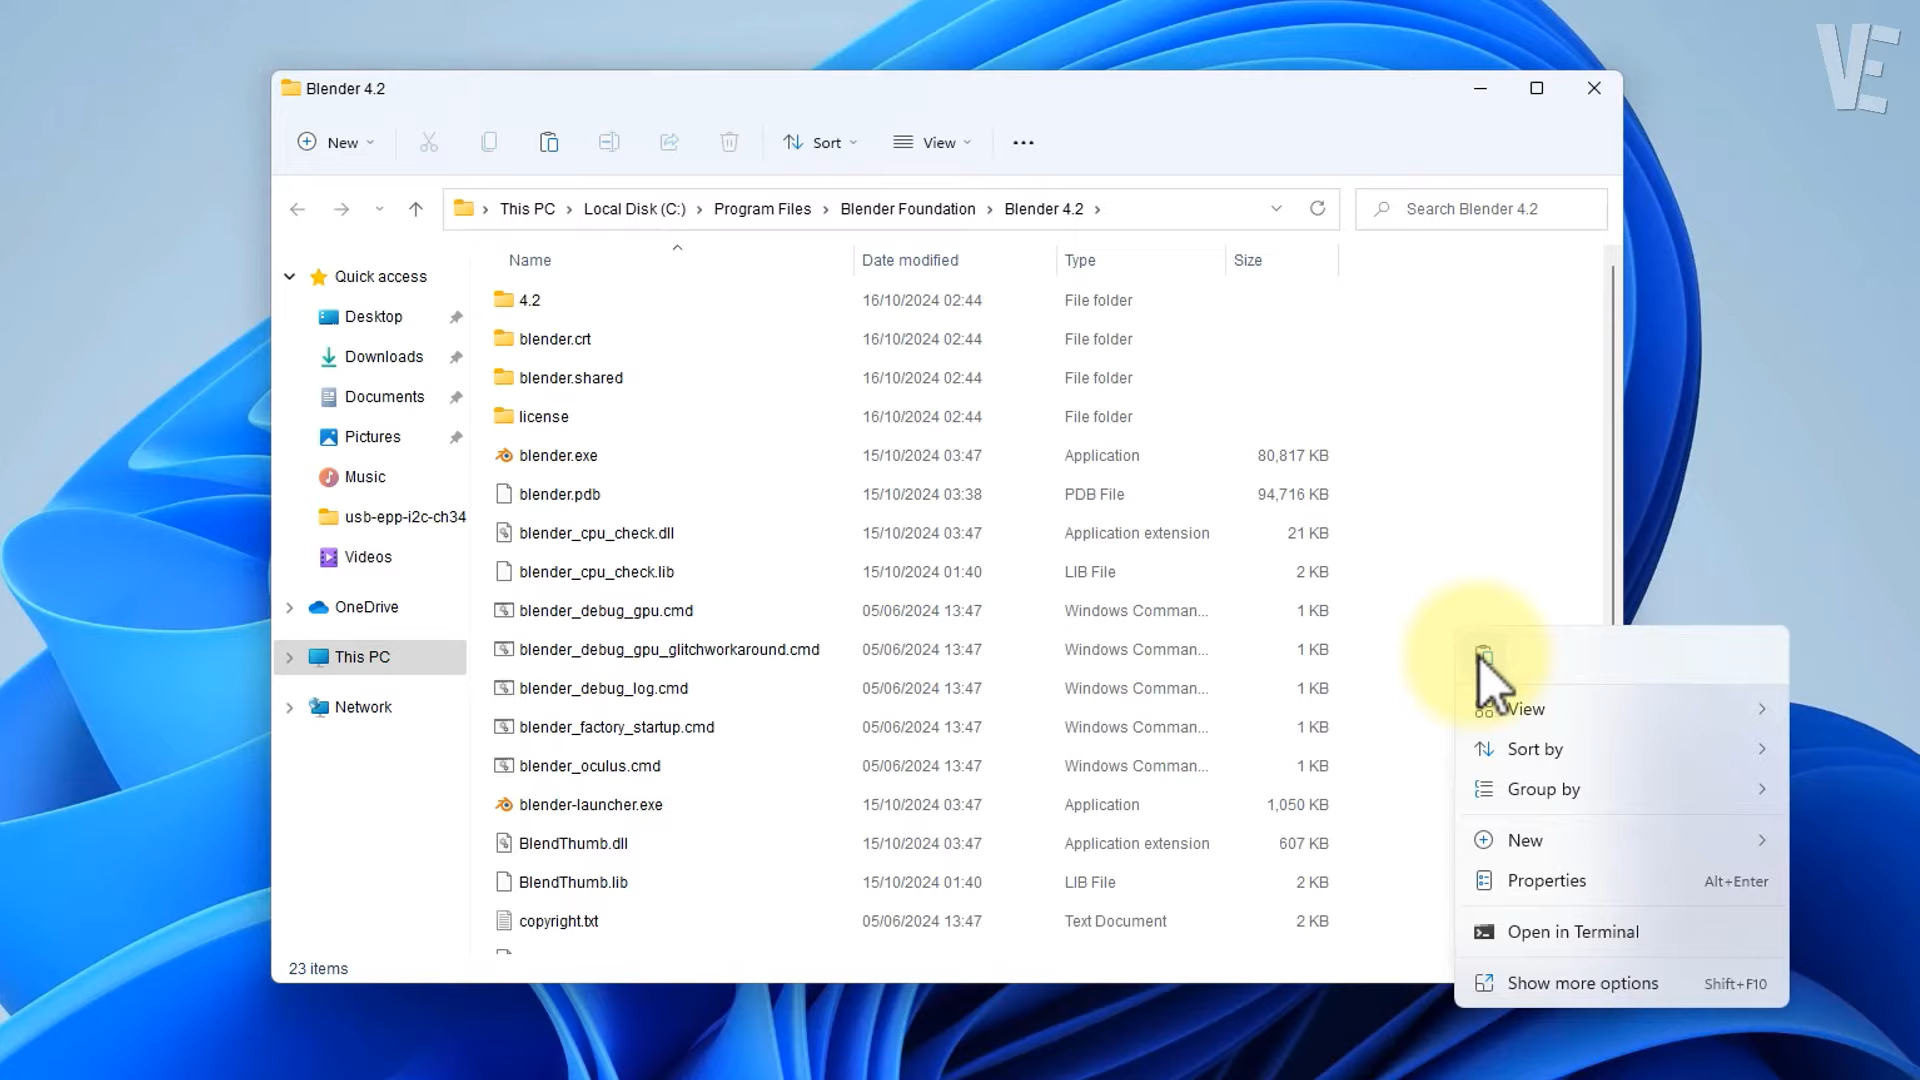 VE
Blender 4.2
New
Sort
View
This PC
Local Disk (C:)
Program Files
Blender Foundation
Blender 4.2
Search Blender 4.2
Name
Date modified
Type
Size
Quick access
Desktop
Downloads
Documents
Pictures
Music
usb-epp-i2c-ch34
Videos
OneDrive
This PC
Network
4.2 16/10/2024 02:44 File folder
blender.crt 16/10/2024 02:44 File folder
blender.shared 16/10/2024 02:44 File folder
license 16/10/2024 02:44 File folder
blender.exe 15/10/2024 03:47 Application 80,817 KB
blender.pdb 15/10/2024 03:38 PDB File 94,716 KB
blender_cpu_check.dll 15/10/2024 03:47 Application extension 21 KB
blender_cpu_check.lib 15/10/2024 01:40 LIB File 2 KB
blender_debug_gpu.cmd 05/06/2024 13:47 Windows Comman... 1 KB
blender_debug_gpu_glitchworkaround.cmd 05/06/2024 13:47 Windows Comman... 1 KB
blender_debug_log.cmd 05/06/2024 13:47 Windows Comman... 1 KB
blender_factory_startup.cmd 05/06/2024 13:47 Windows Comman... 1 KB
blender_oculus.cmd 05/06/2024 13:47 Windows Comman... 1 KB
blender-launcher.exe 15/10/2024 03:47 Application 1,050 KB
BlendThumb.dll 15/10/2024 03:47 Application extension 607 KB
BlendThumb.lib 15/10/2024 01:40 LIB File 2 KB
copyright.txt 05/06/2024 13:47 Text Document 2 KB
23 items
View
Sort by
Group by
New
Properties Alt+Enter
Open in Terminal
Show more options Shift+F10